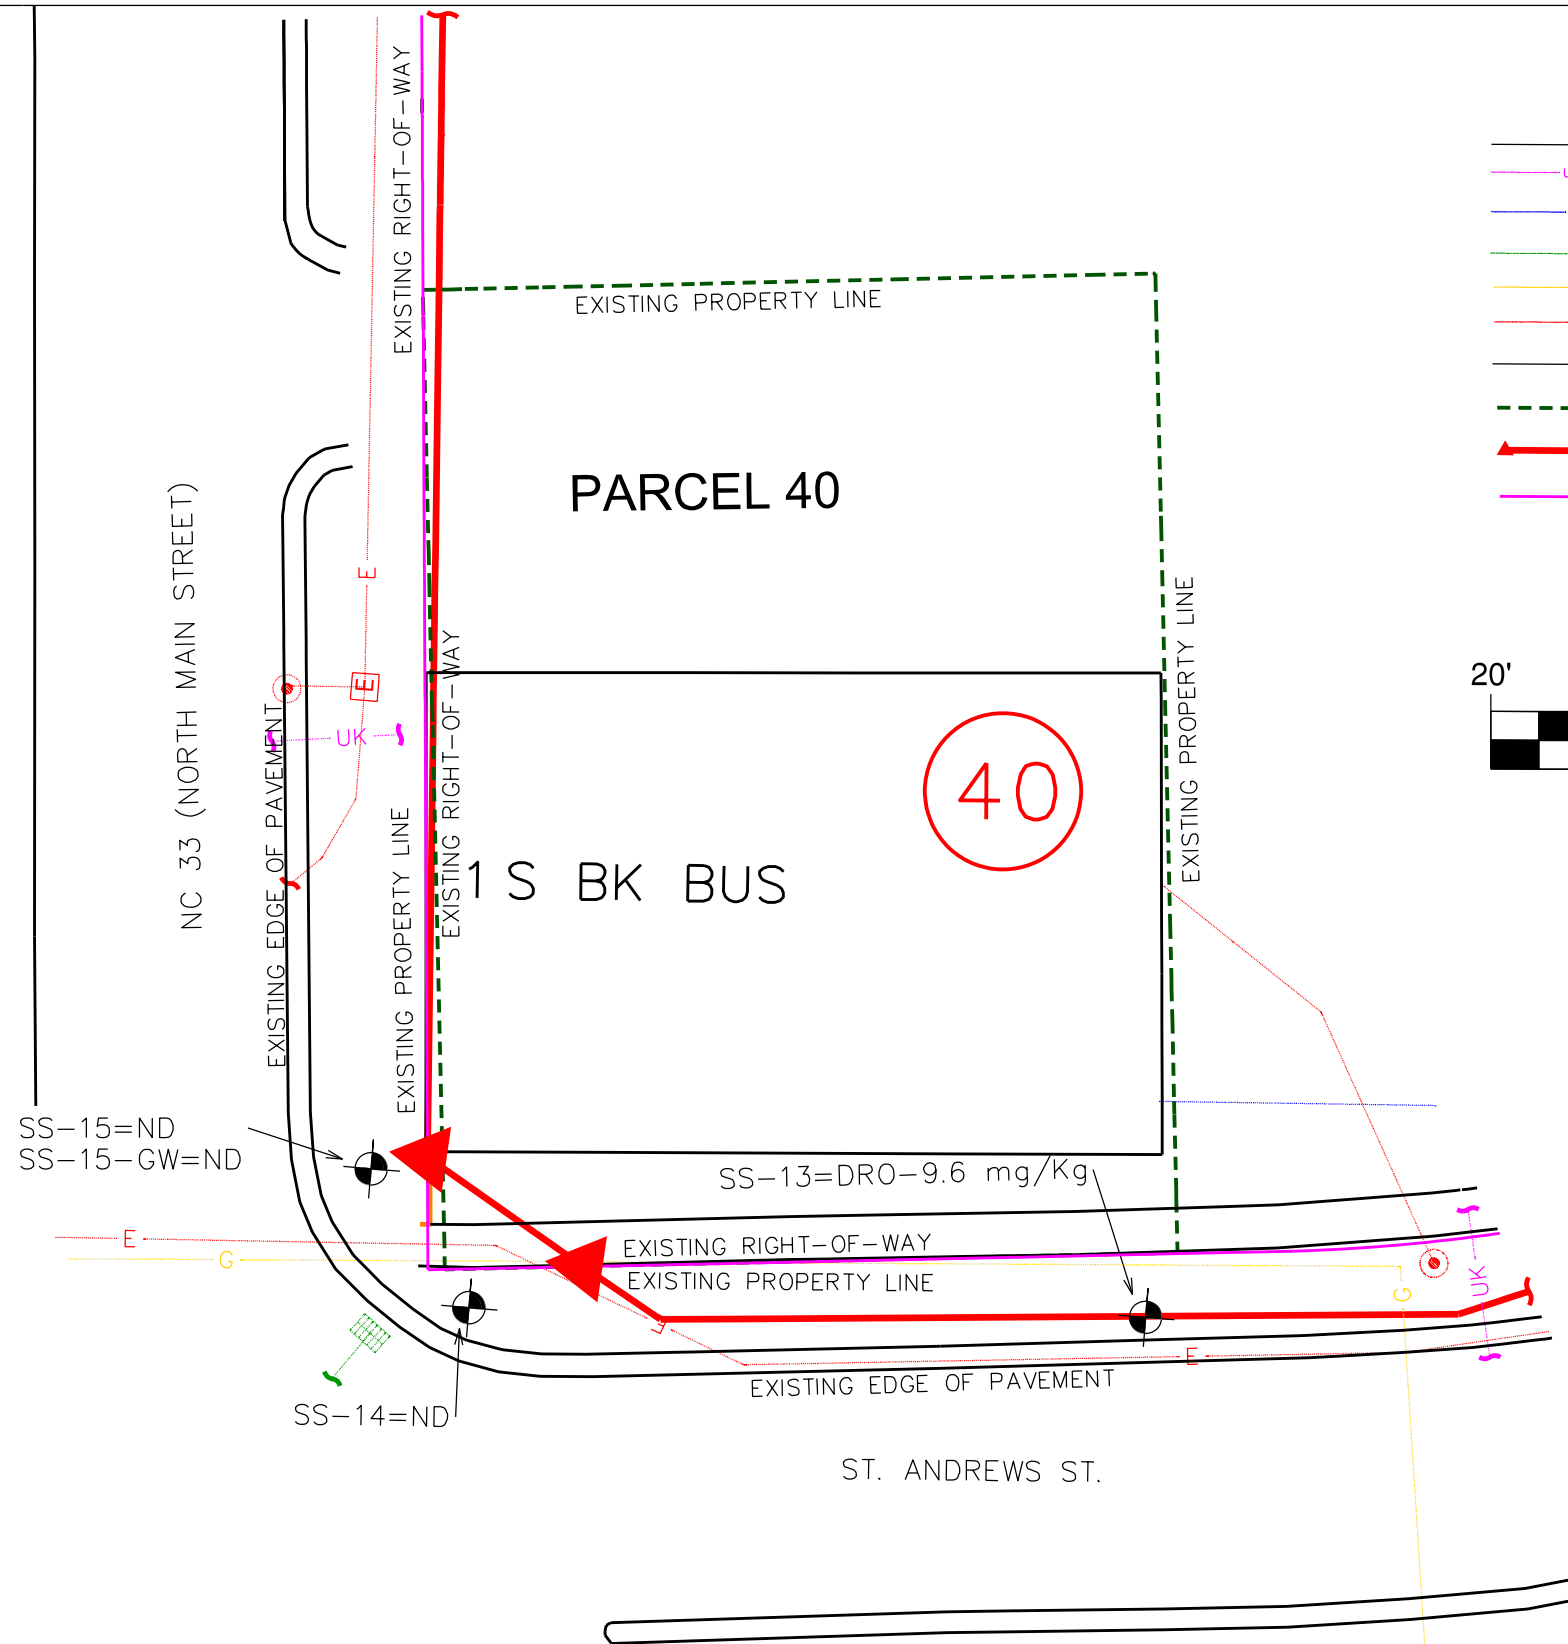 EXISTING RIGHT-OF-WAY
EXISTING PROPERTY LINE
PARCEL 40
NC 33 (NORTH MAIN STREET)
E
E
UK
EXISTING EDGE OF PAVEMENT
EXISTING PROPERTY LINE
EXISTING RIGHT-OF-WAY
EXISTING PROPERTY LINE
20'
40
1 S BK BUS
SS-15=ND
SS-15-GW=ND
SS-13=DRO-9.6 mg/Kg
E
G
EXISTING RIGHT-OF-WAY
EXISTING PROPERTY LINE
G
UK
E
EXISTING EDGE OF PAVEMENT
SS-14=ND
ST. ANDREWS ST.